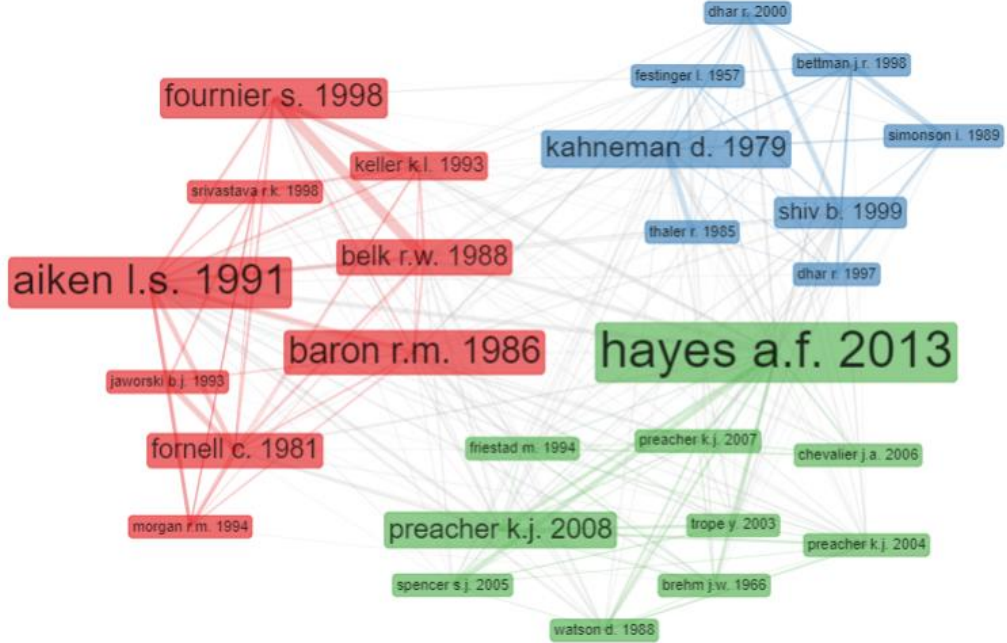 dhar r. 2000
festinger l. 1957
bettman j.r. 1998
fournier s. 1998
simonson i. 1989
kahneman d. 1979
keller k.l. 1993
srivastava r.k. 1998
shiv b. 1999
thaler r. 1985
belk r.w. 1988
dhar r. 1997
aiken l.s. 1991
baron r.m. 1986
hayes a.f. 2013
jaworski b.j. 1993
preacher k.j. 2007
friestad m. 1994
fornell c. 1981
chevalier j.a. 2006
morgan r.m. 1994
trope y. 2003
preacher k.j. 2008
preacher k.j. 2004
spencer s.j. 2005
brehm j.w. 1966
watson d. 1988